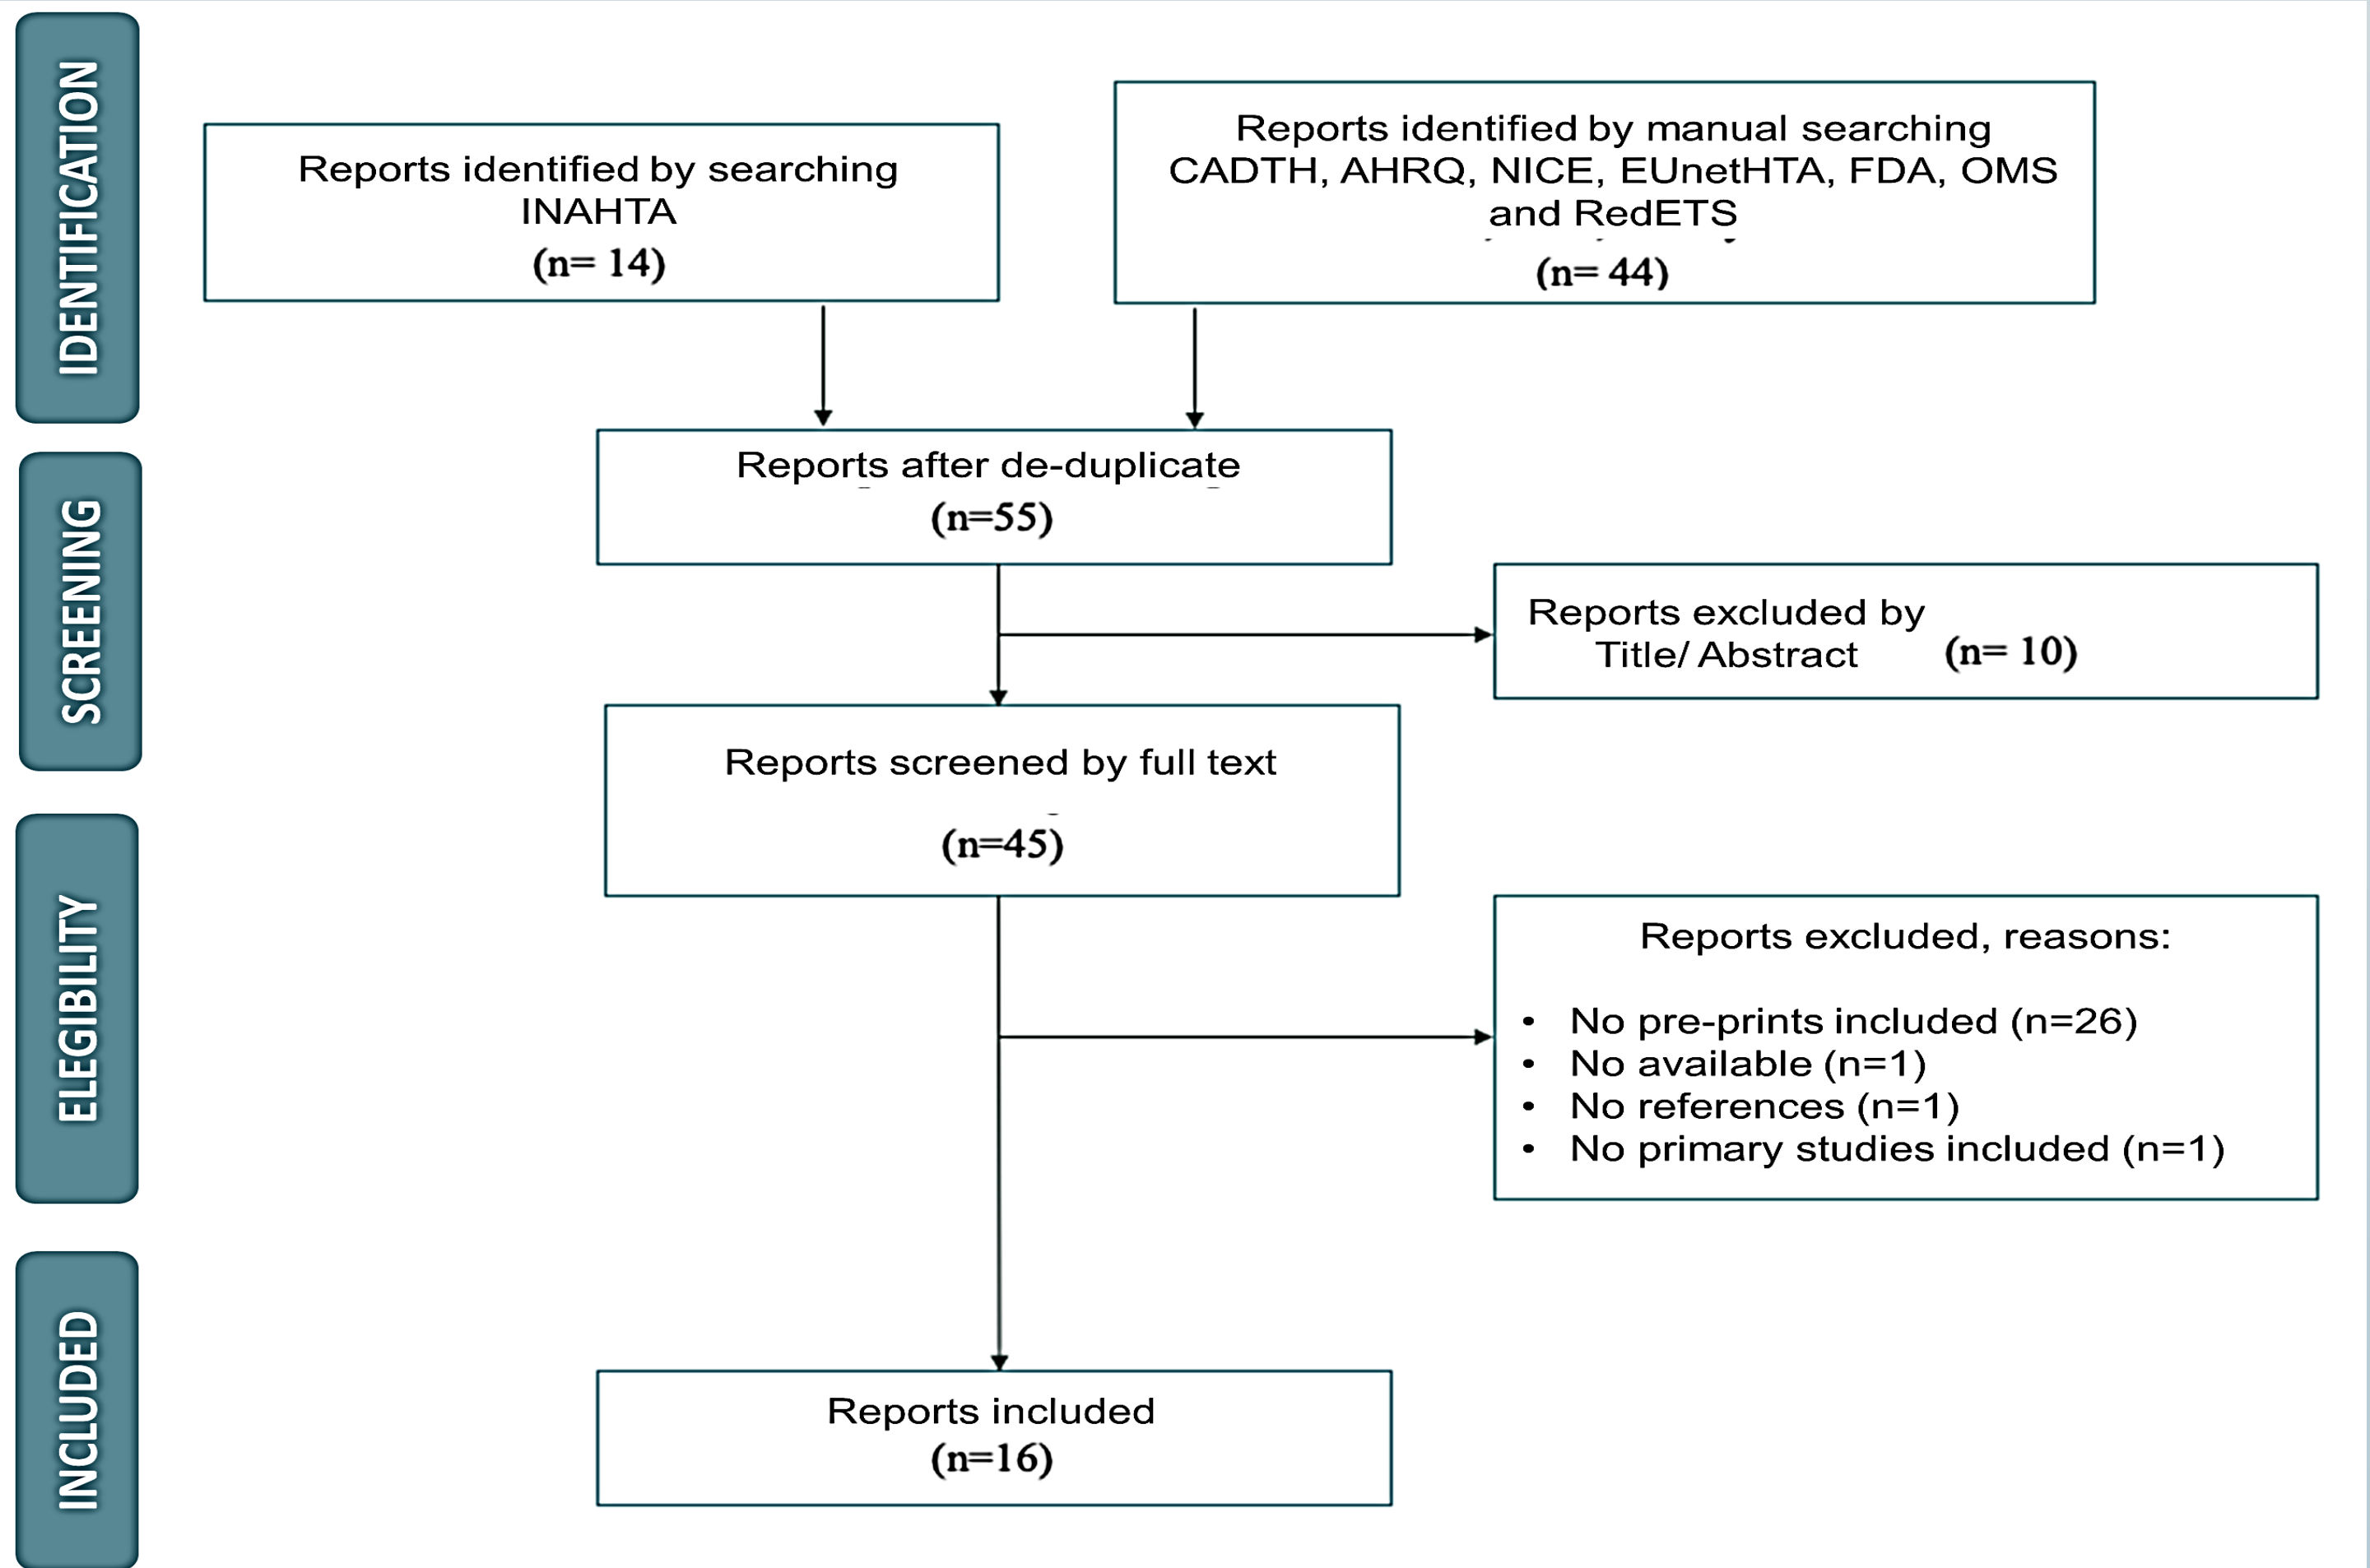 IDENTIFICATION
Reports identified by searching
INAHTA
(n= 14)
Reports identified by manual searching
CADTH, AHRQ, NICE, EUnetHTA, FDA, OMS
and RedETS
(n= 44)
SCREENING
Reports after de-duplicate
(n=55)
Reports excluded by
Title/ Abstract (n= 10)
Reports screened by full text
(n=45)
ELEGIBILITY
Reports excluded, reasons:
• No pre-prints included (n=26)
• No available (n=1)
• No references (n=1)
• No primary studies included (n=1)
INCLUDED
Reports included
(n=16)